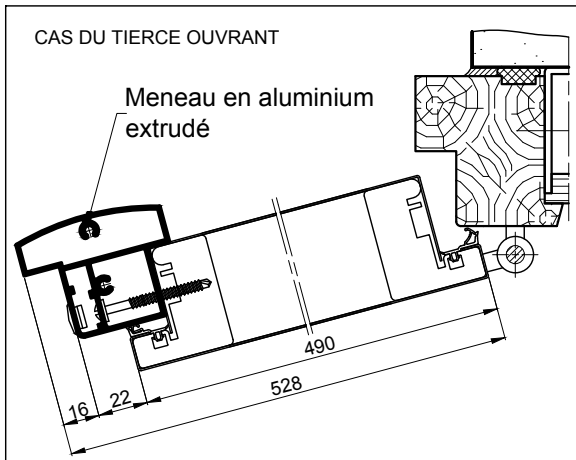 CAS DU TIERCE OUVRANT
Meneau en aluminium
extrudé
490
528
22
16